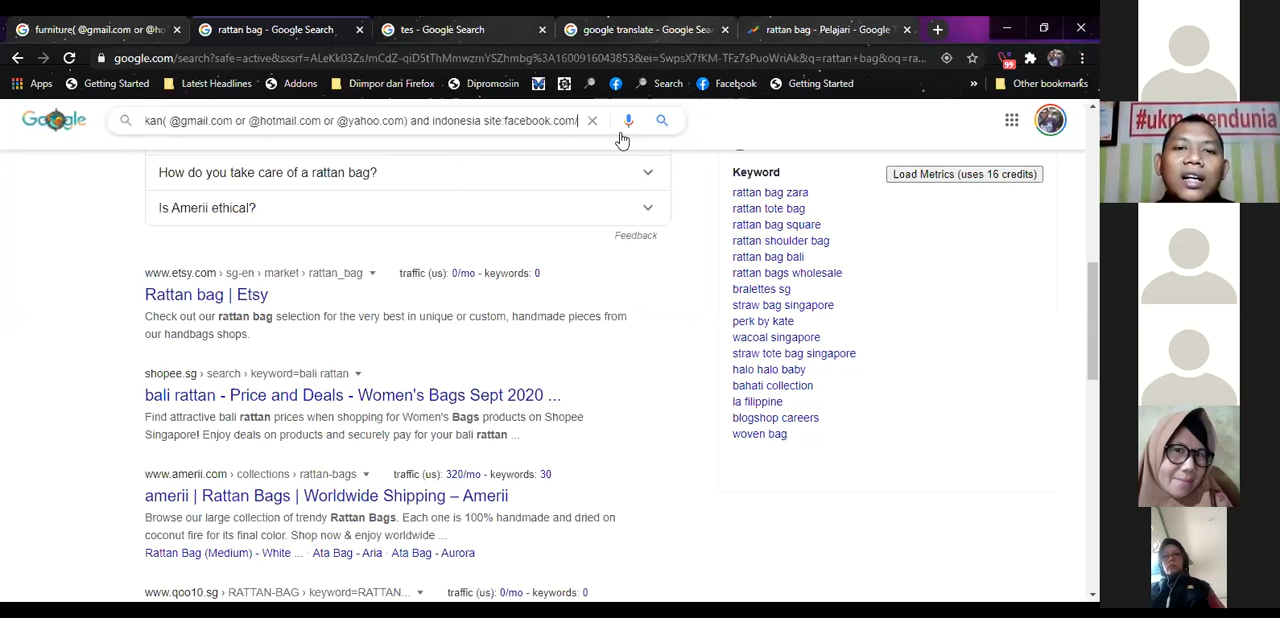 furniture( @gmail.com or @ho
rattan bag - Google Search
tes - Google Search
google translate - Google Sea
rattan bag - Pelajari - Google T
google.com/search?safe=active&sxsrf=ALeKk03ZsJmCdZ-qiD5tThMmwzmYSZhmbg%3A1600916043853&ei=SwpsX7fKM-TFz7sPuoWriAk&q=rattan+bag&oq=ra...
99
Apps
Getting Started
Latest Headlines
Addons
Diimpor dari Firefox
Dipromosiin
Search
Facebook
Getting Started
»
Other bookmarks
Google
kan( @gmail.com or @hotmail.com or @yahoo.com) and indonesia site:facebook.com/
How do you take care of a rattan bag?
Is Amerii ethical?
Feedback
www.etsy.com › sg-en › market › rattan_bag
traffic (us): 0/mo - keywords: 0
Rattan bag | Etsy
Check out our rattan bag selection for the very best in unique or custom, handmade pieces from
our handbags shops.
shopee.sg › search › keyword=bali rattan
bali rattan - Price and Deals - Women's Bags Sept 2020 ...
Find attractive bali rattan prices when shopping for Women's Bags products on Shopee
Singapore! Enjoy deals on products and securely pay for your bali rattan ...
www.amerii.com › collections › rattan-bags
traffic (us): 320/mo - keywords: 30
amerii | Rattan Bags | Worldwide Shipping – Amerii
Browse our large collection of trendy Rattan Bags. Each one is 100% handmade and dried on
coconut fire for its final color. Shop now & enjoy worldwide ...
Rattan Bag (Medium) - White ... · Ata Bag - Aria · Ata Bag - Aurora
www.qoo10.sg › RATTAN-BAG › keyword=RATTAN...
traffic (us): 0/mo - keywords: 0
Keyword
Load Metrics (uses 16 credits)
rattan bag zara
rattan tote bag
rattan bag square
rattan shoulder bag
rattan bag bali
rattan bags wholesale
bralettes sg
straw bag singapore
perk by kate
wacoal singapore
straw tote bag singapore
halo halo baby
bahati collection
la filippine
blogshop careers
woven bag
#ukm mendunia